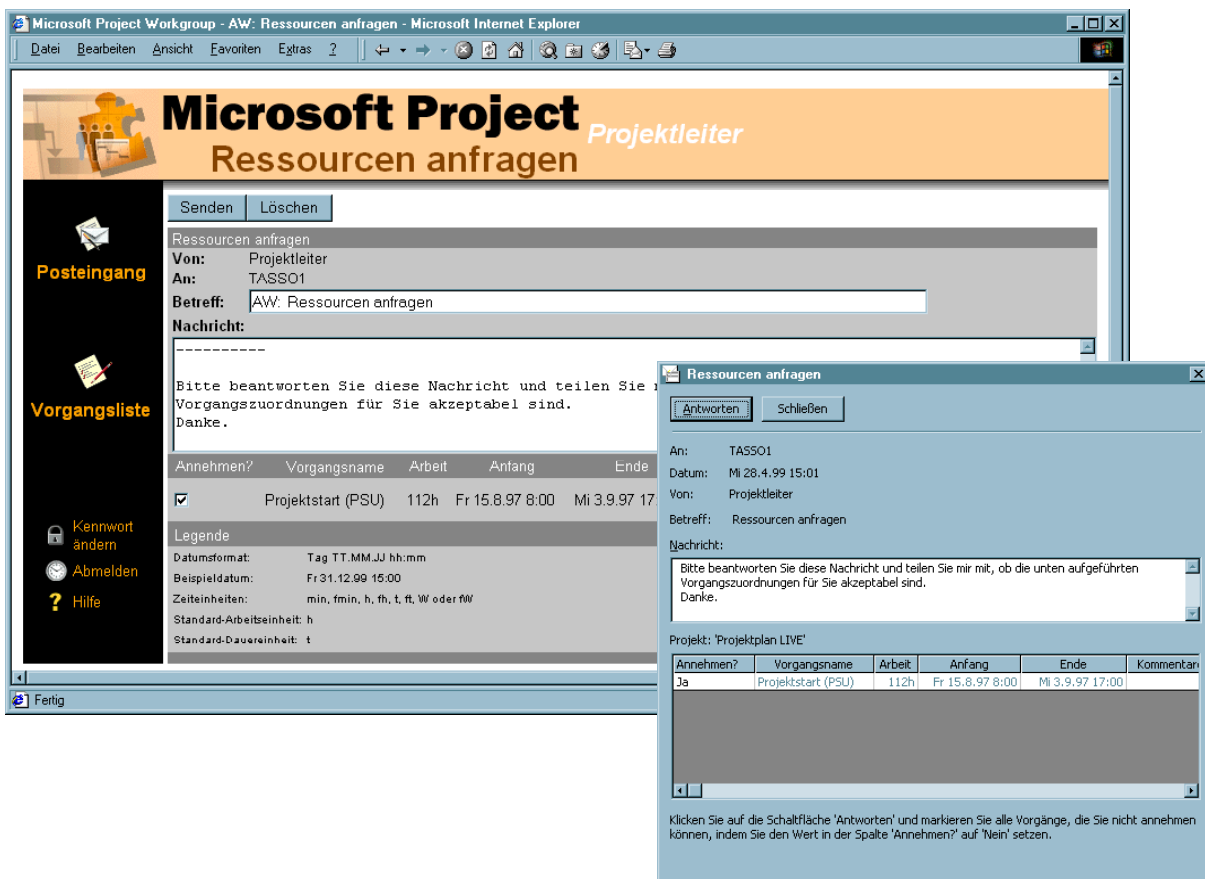 Microsoft Project Workgroup - AW: Ressourcen anfragen - Microsoft Internet Explorer
Datei Bearbeiten Ansicht Favoriten Extras ?
Microsoft Project Projektleiter
Ressourcen anfragen
Posteingang
Vorgangsliste
Kennwort
ändern
Abmelden
? Hilfe
Senden Löschen
Ressourcen anfragen
Von: Projektleiter
An: TASSO1
Betreff: AW: Ressourcen anfragen
Nachricht:
----------
Bitte beantworten Sie diese Nachricht und teilen Sie
Vorgangszuordnungen für Sie akzeptabel sind.
Danke.
Annehmen? Vorgangsname Arbeit Anfang Ende
Projektstart (PSU) 112h Fr 15.8.97 8:00 Mi 3.9.97 17:
Legende
Datumsformat: Tag TT.MM.JJ hh:mm
Beispieldatum: Fr 31.12.99 15:00
Zeiteinheiten: min, fmin, h, fh, t, ft, W oder fW
Standard-Arbeitseinheit: h
Standard-Dauereinheit: t
Fertig
Ressourcen anfragen
Antworten Schließen
An: TASSO1
Datum: Mi 28.4.99 15:01
Von: Projektleiter
Betreff: Ressourcen anfragen
Nachricht:
Bitte beantworten Sie diese Nachricht und teilen Sie mir mit, ob die unten aufgeführten
Vorgangszuordnungen für Sie akzeptabel sind.
Danke.
Projekt: 'Projektplan LIVE'
Annehmen? Vorgangsname Arbeit Anfang Ende Kommentare
Ja Projektstart (PSU) 112h Fr 15.8.97 8:00 Mi 3.9.97 17:00
Klicken Sie auf die Schaltfläche 'Antworten' und markieren Sie alle Vorgänge, die Sie nicht annehmen
können, indem Sie den Wert in der Spalte 'Annehmen?' auf 'Nein' setzen.